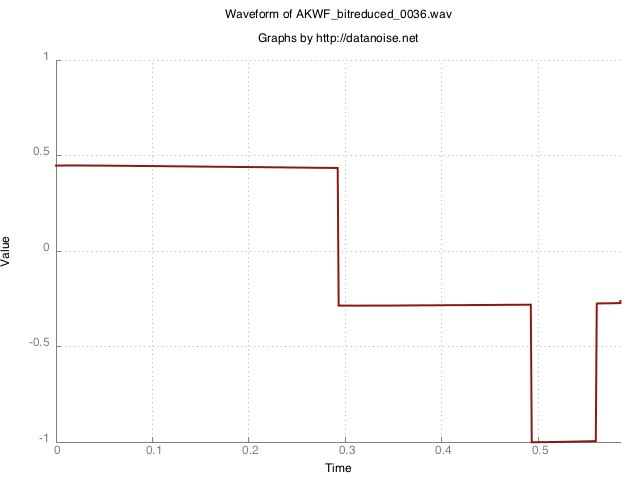 Waveform of AKWF_bitreduced_0036.wav
Graphs by http://datanoise.net
1
0.5
0
-0.5
-1
Value
0 0.1 0.2 0.3 0.4 0.5
Time